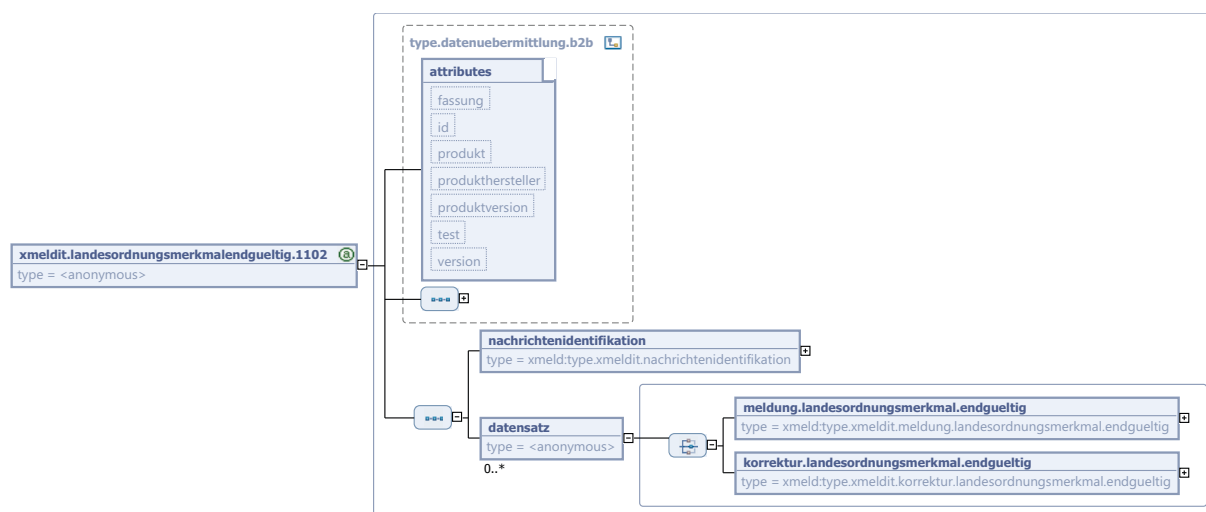 type.datenuebermittlung.b2b
attributes
fassung
id
produkt
produkthersteller
produktversion
test
version
xmeldit.landesordnungsmerkmalendgueltig.1102
type = <anonymous>
nachrichtenidentifikation
type = xmeld:type.xmeldit.nachrichtenidentifikation
datensatz
type = <anonymous>
0..*
meldung.landesordnungsmerkmal.endgueltig
type = xmeld:type.xmeldit.meldung.landesordnungsmerkmal.endgueltig
korrektur.landesordnungsmerkmal.endgueltig
type = xmeld:type.xmeldit.korrektur.landesordnungsmerkmal.endgueltig